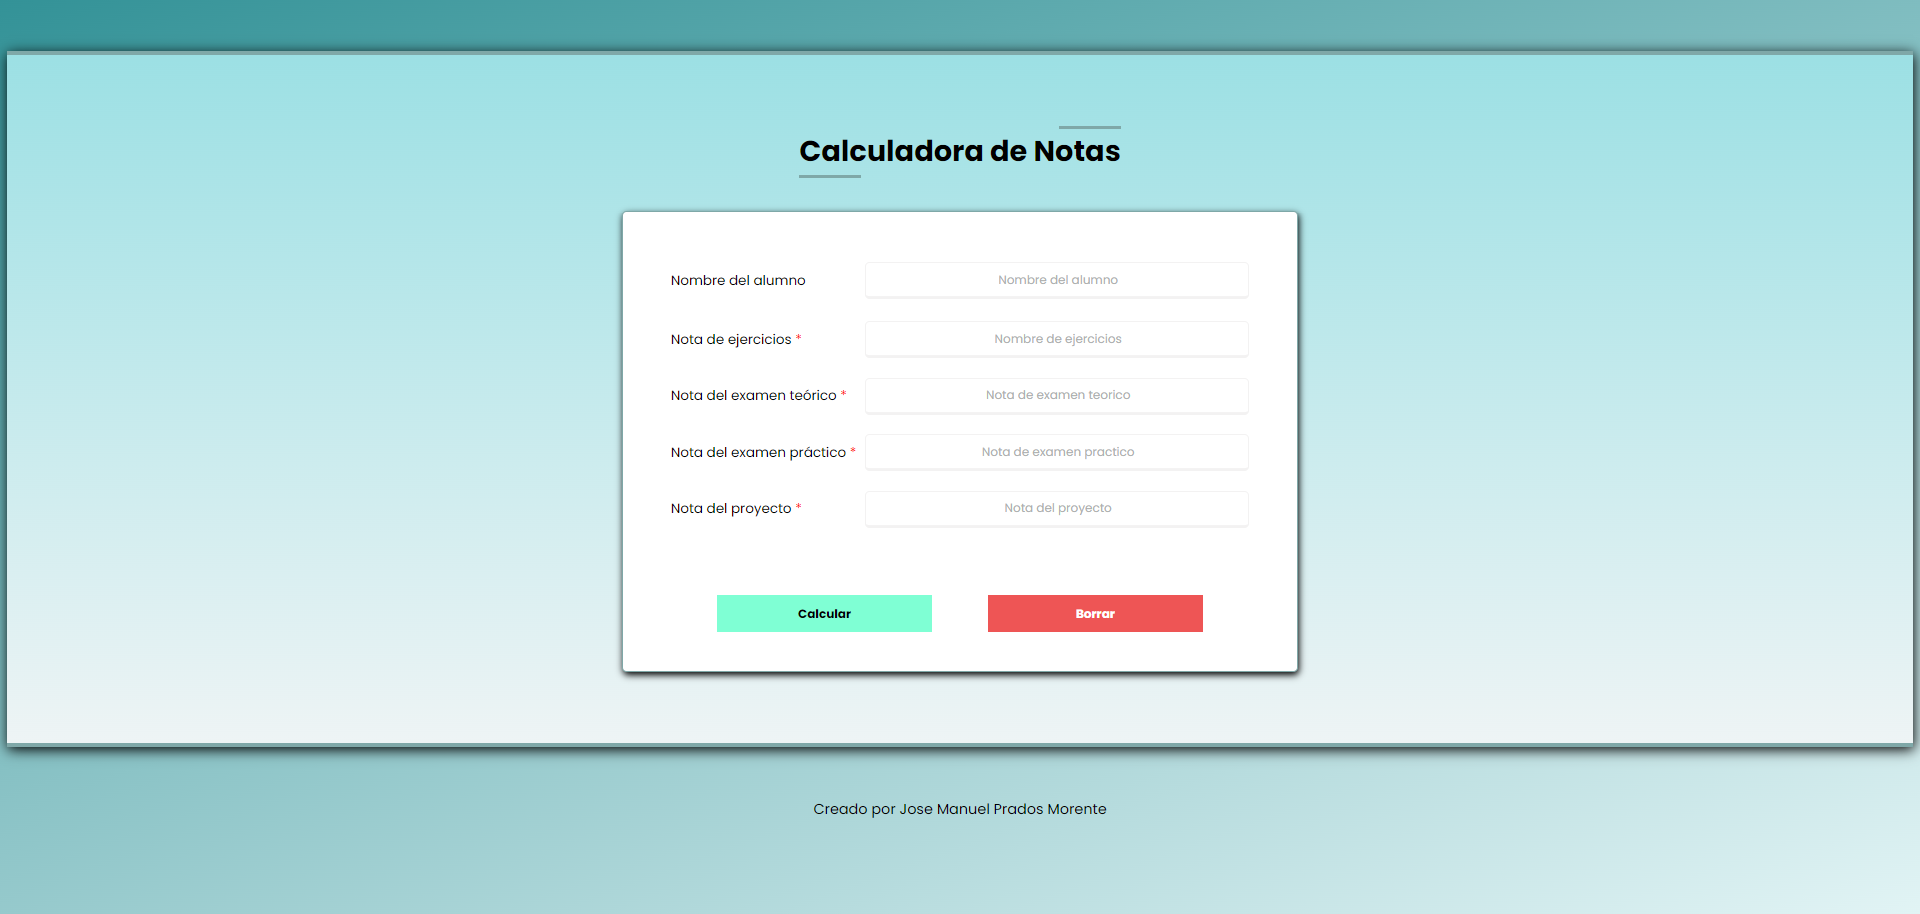 Calculadora de Notas
Nombre del alumno Nombre del alumno
Nota de ejercicios * Nombre de ejercicios
Nota del examen teórico * Nota de examen teorico
Nota del examen práctico * Nota de examen practico
Nota del proyecto * Nota del proyecto
Calcular Borrar
Creado por Jose Manuel Prados Morente